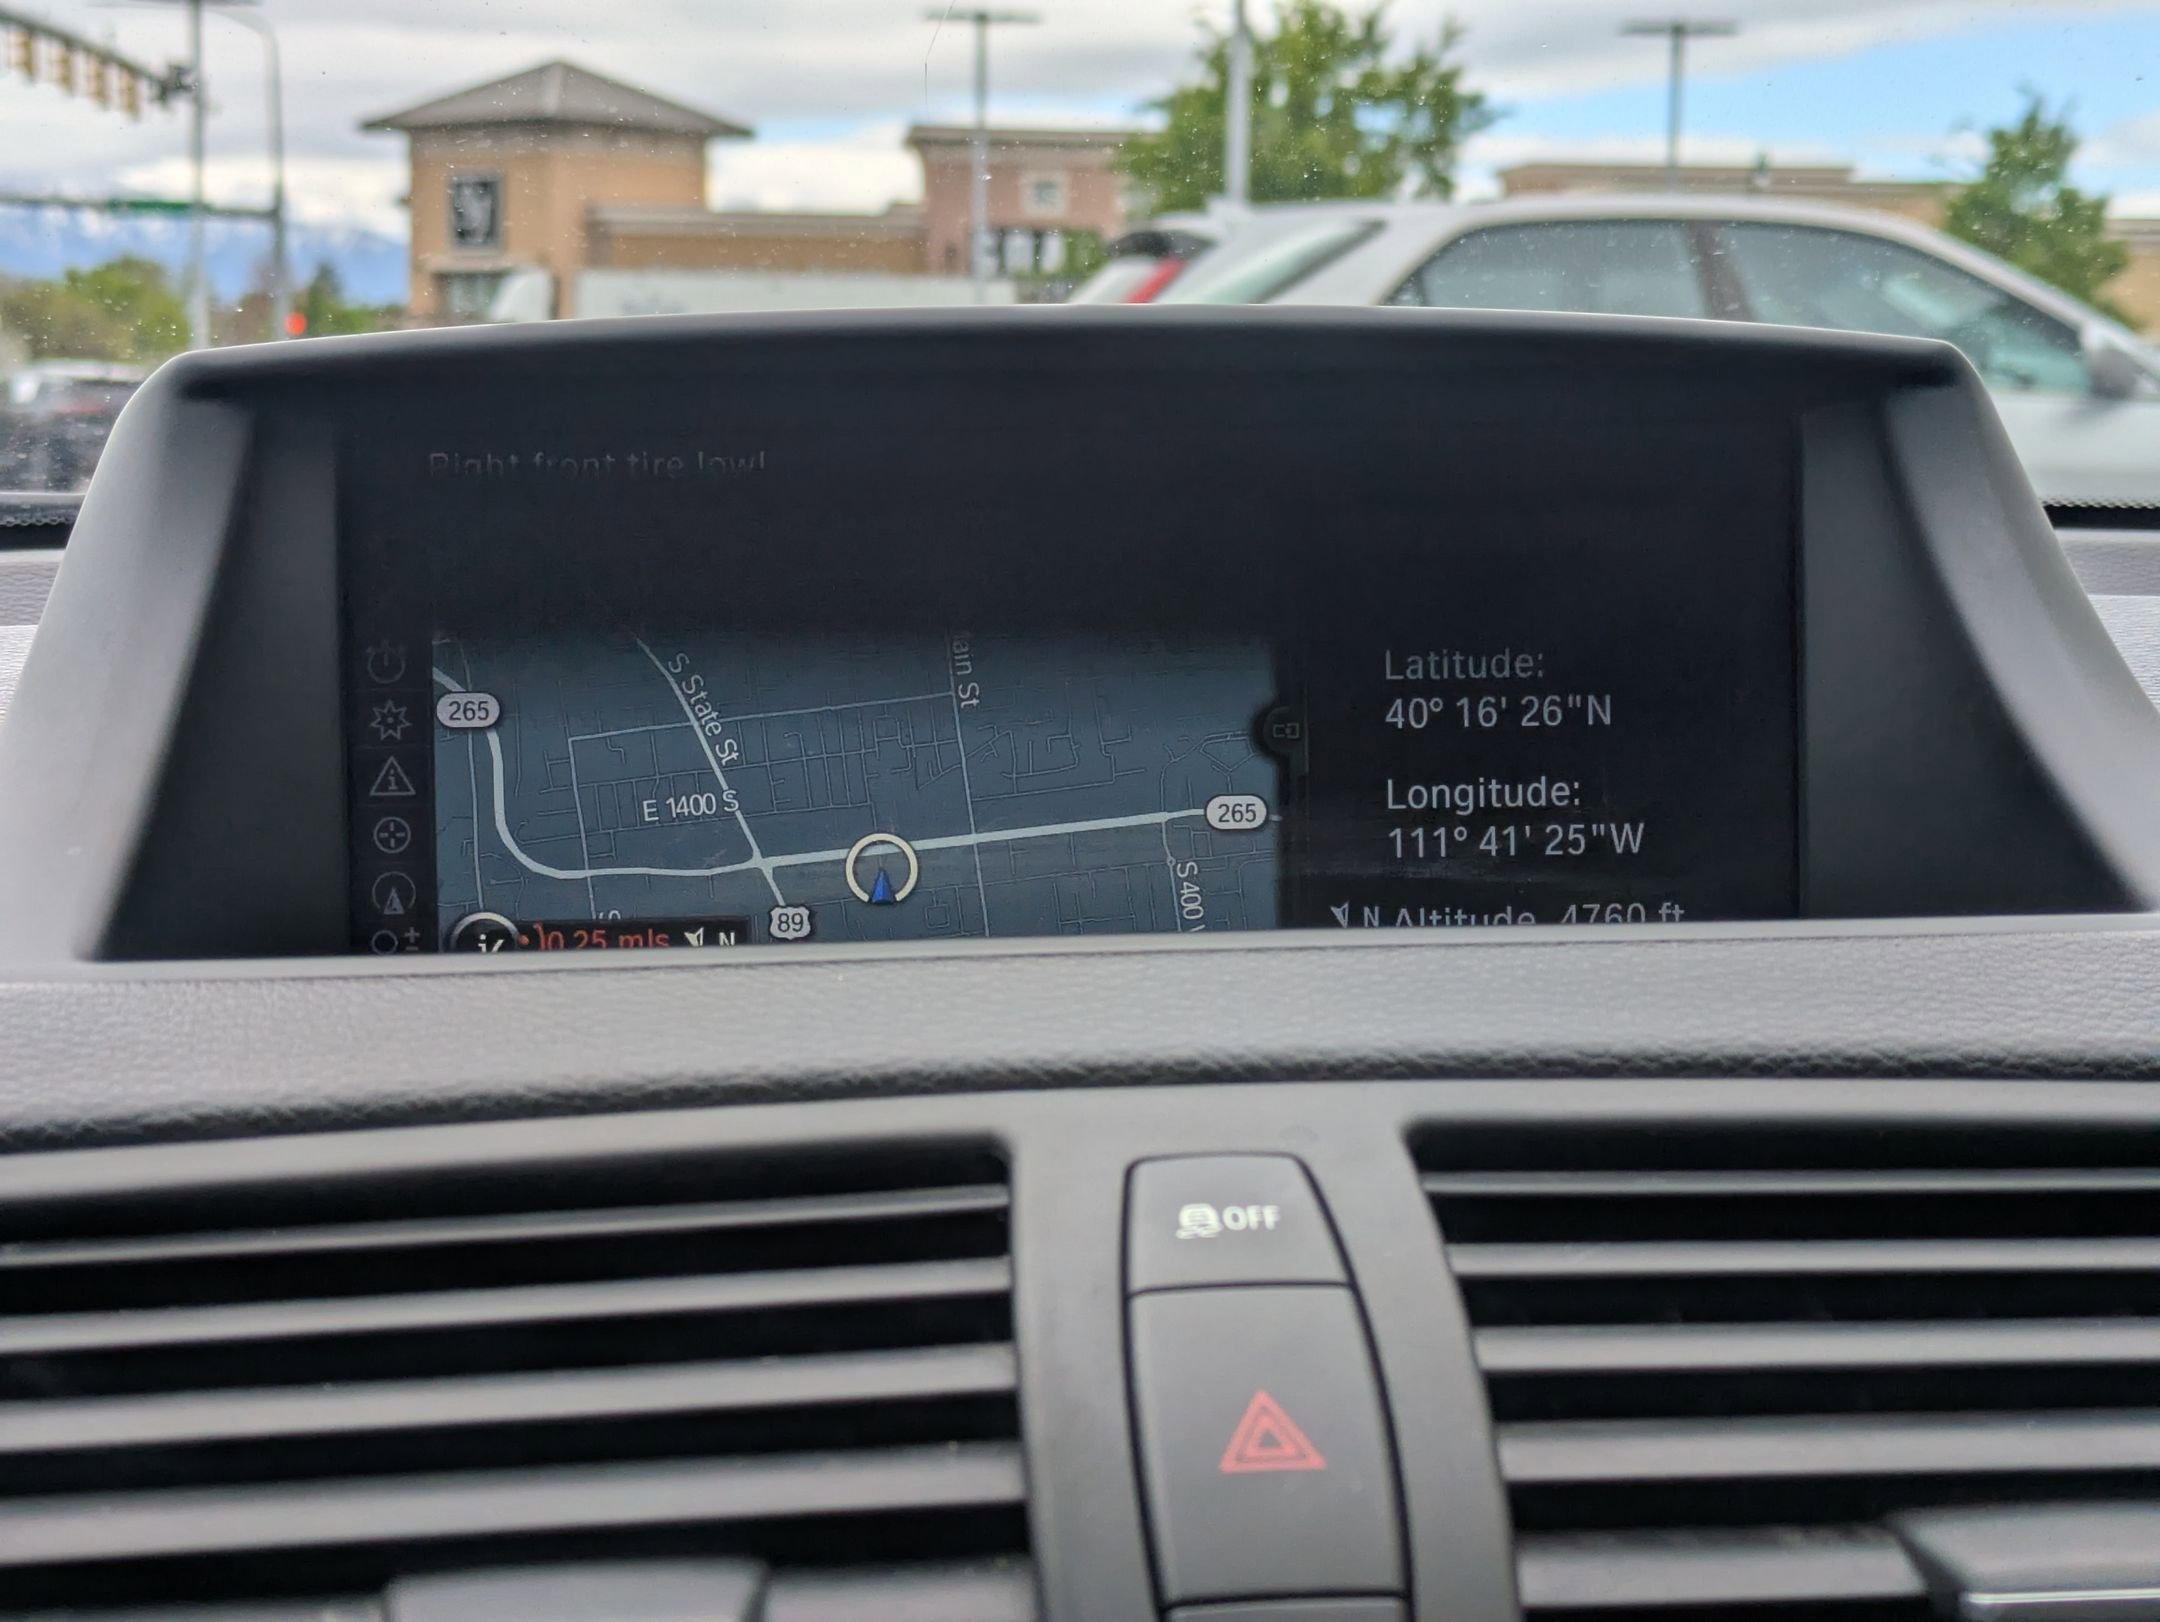 Right front tire low!
265
S State St
ain St
E 1400 S
265
S 400
89
0.25 mls
N
Latitude:
40° 16' 26"N
Longitude:
111° 41' 25"W
N Altitude 4760 ft
OFF